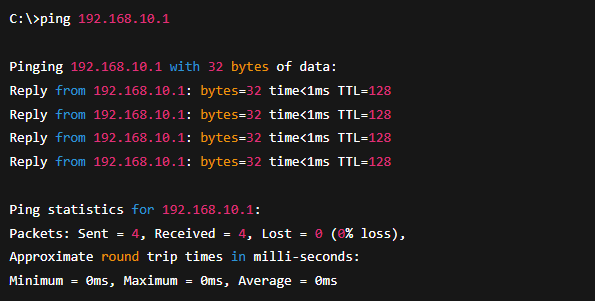 C:\>ping 192.168.10.1
Pinging 192.168.10.1 with 32 bytes of data:
Reply from 192.168.10.1: bytes=32 time<1ms TTL=128
Reply from 192.168.10.1: bytes=32 time<1ms TTL=128
Reply from 192.168.10.1: bytes=32 time<1ms TTL=128
Reply from 192.168.10.1: bytes=32 time<1ms TTL=128
Ping statistics for 192.168.10.1:
Packets: Sent = 4, Received = 4, Lost = 0 (0% loss),
Approximate round trip times in milli-seconds:
Minimum = 0ms, Maximum = 0ms, Average = 0ms